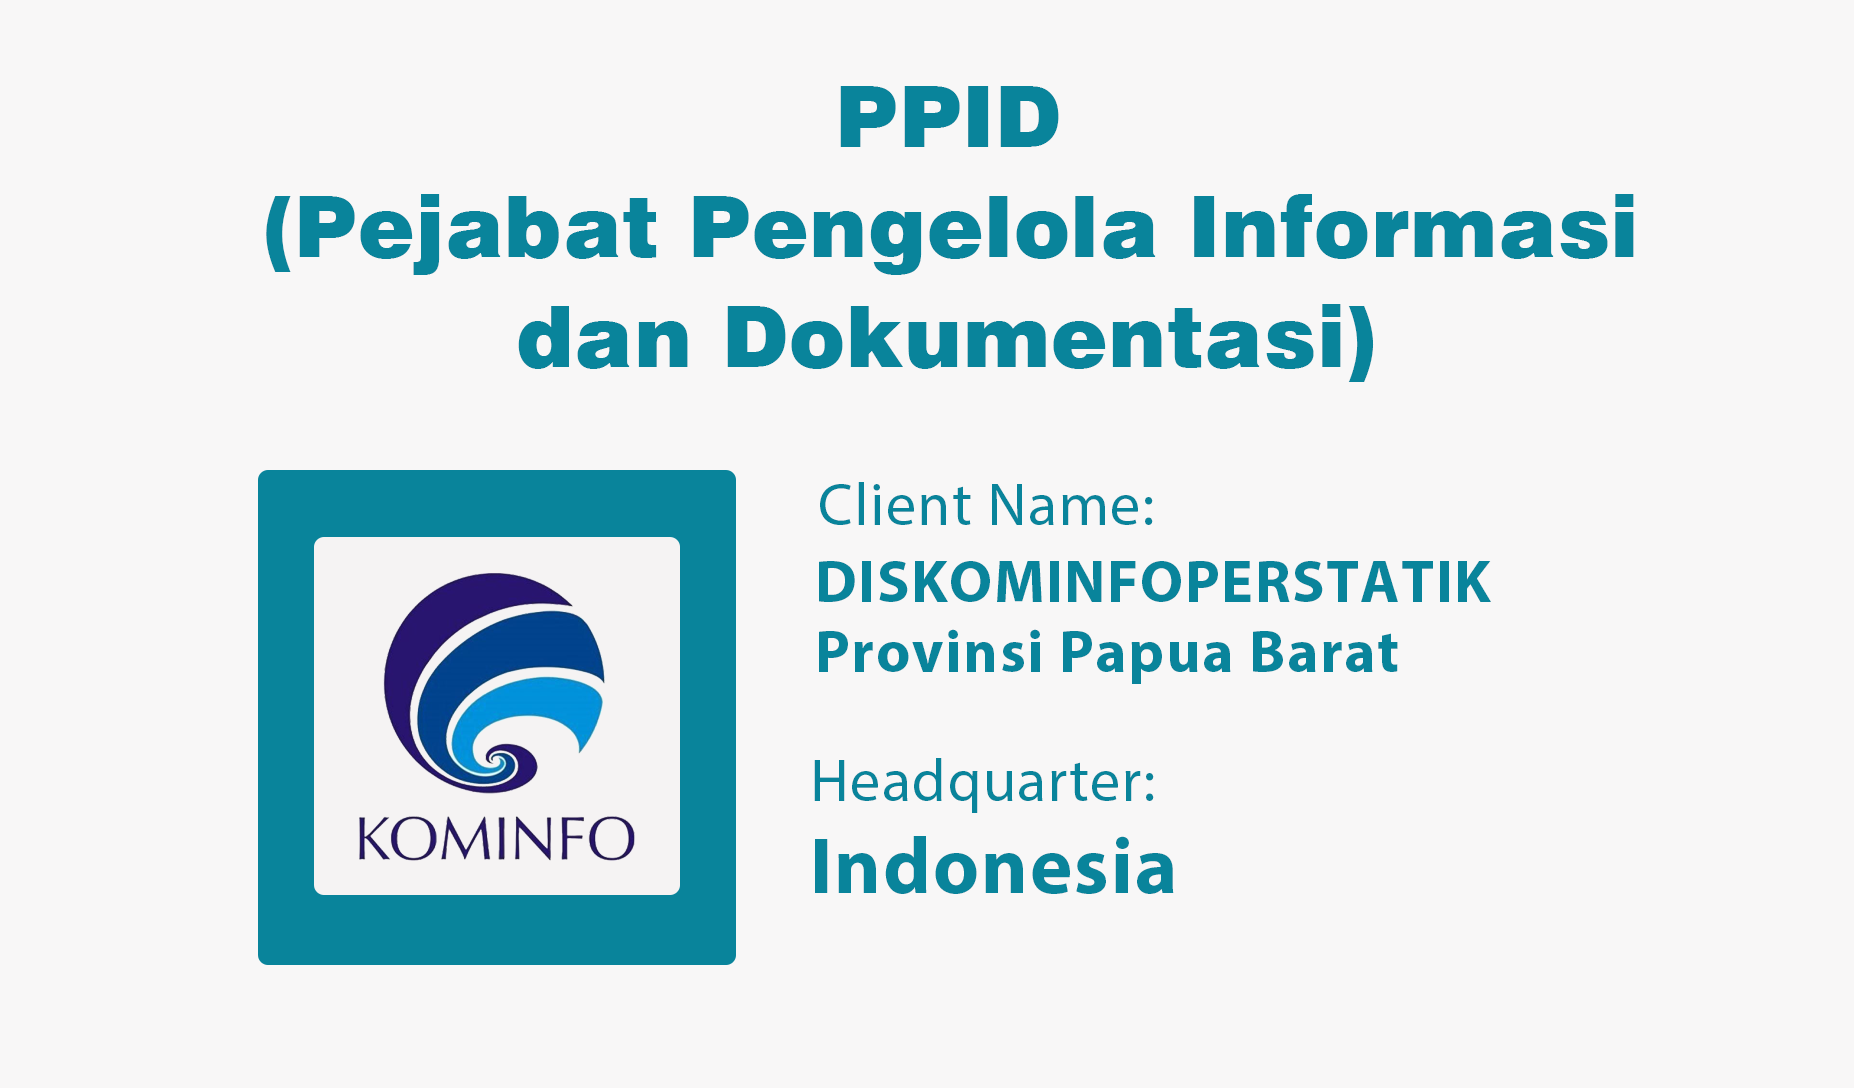 PPID
(Pejabat Pengelola Informasi
dan Dokumentasi)
KOMINFO
Client Name:
DISKOMINFOPERSTATIK
Provinsi Papua Barat
Headquarter:
Indonesia